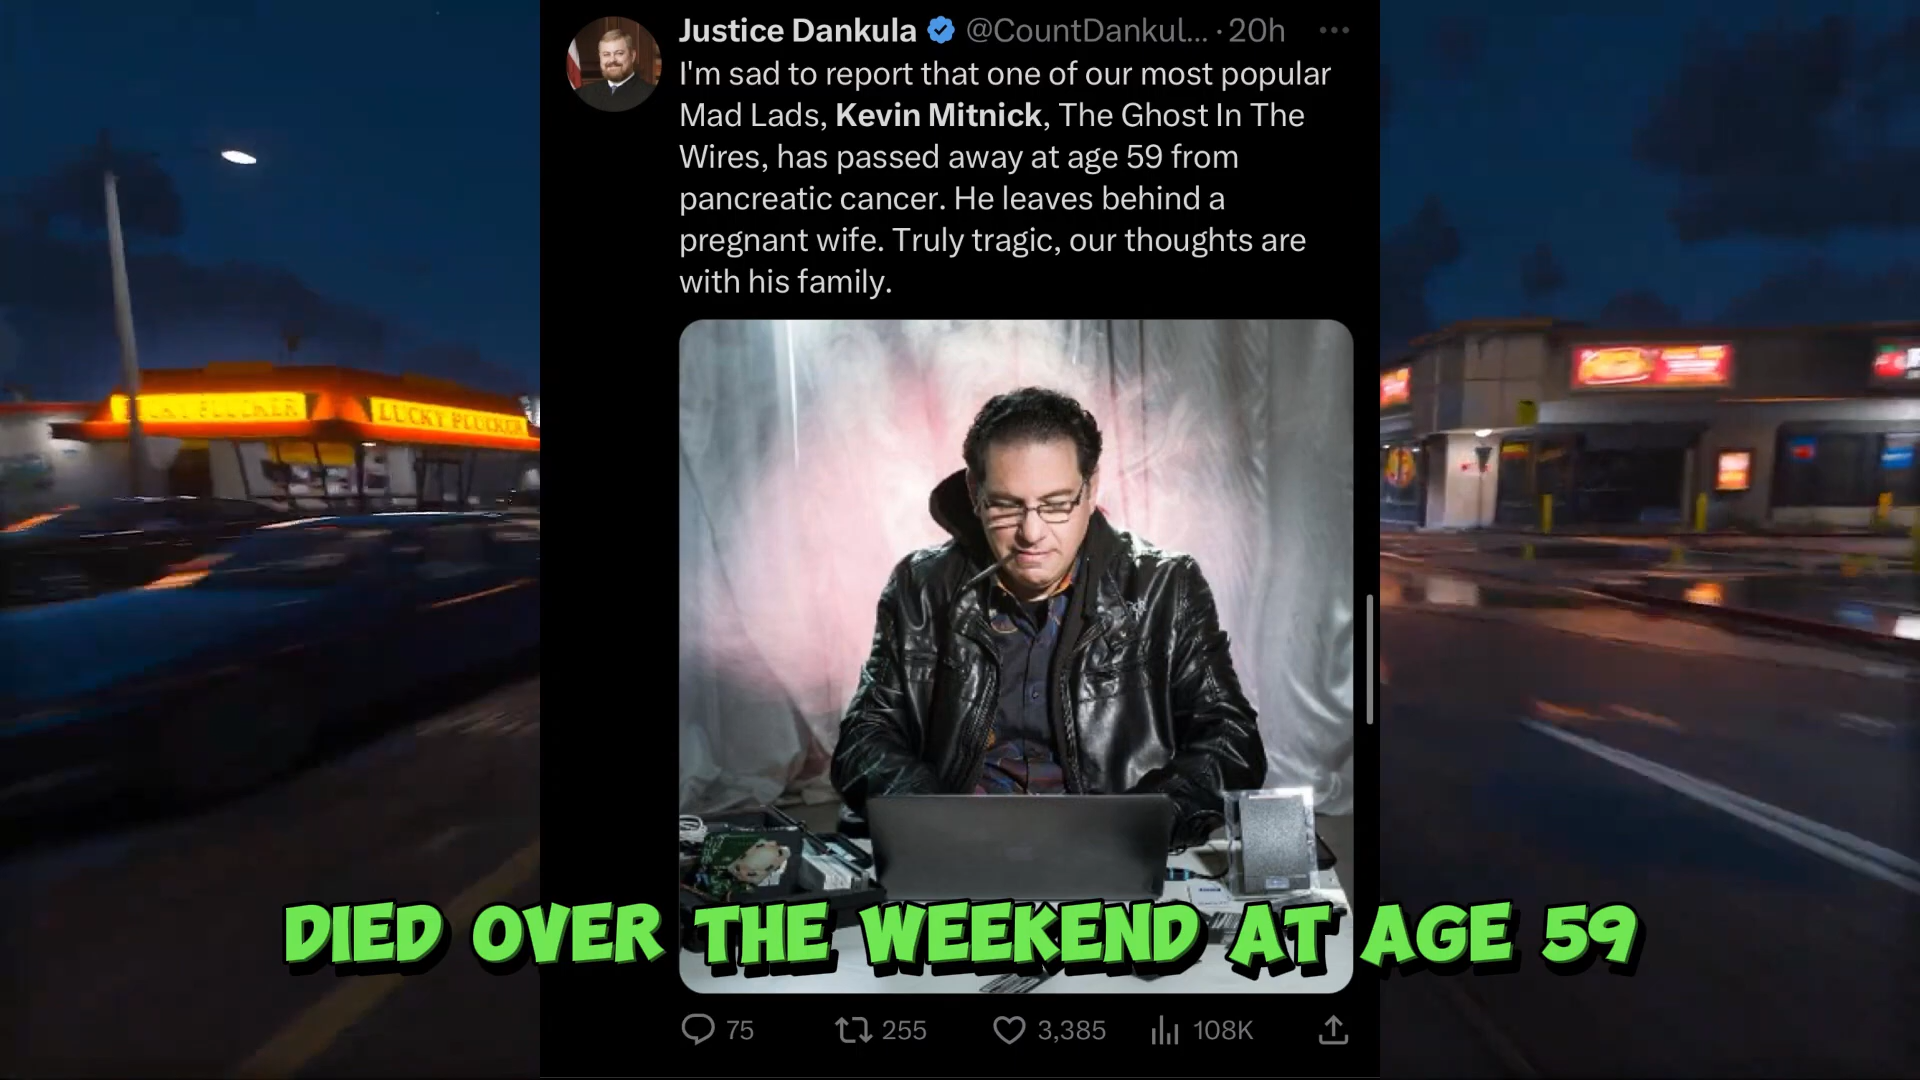 Justice Dankula @CountDankul... · 20h
I'm sad to report that one of our most popular
Mad Lads, Kevin Mitnick, The Ghost In The
Wires, has passed away at age 59 from
pancreatic cancer. He leaves behind a
pregnant wife. Truly tragic, our thoughts are
with his family.
LUCKY PLUCKER
LUCKY PLUCKER
DIED OVER THE WEEKEND AT AGE 59
75 255 3,385 108K